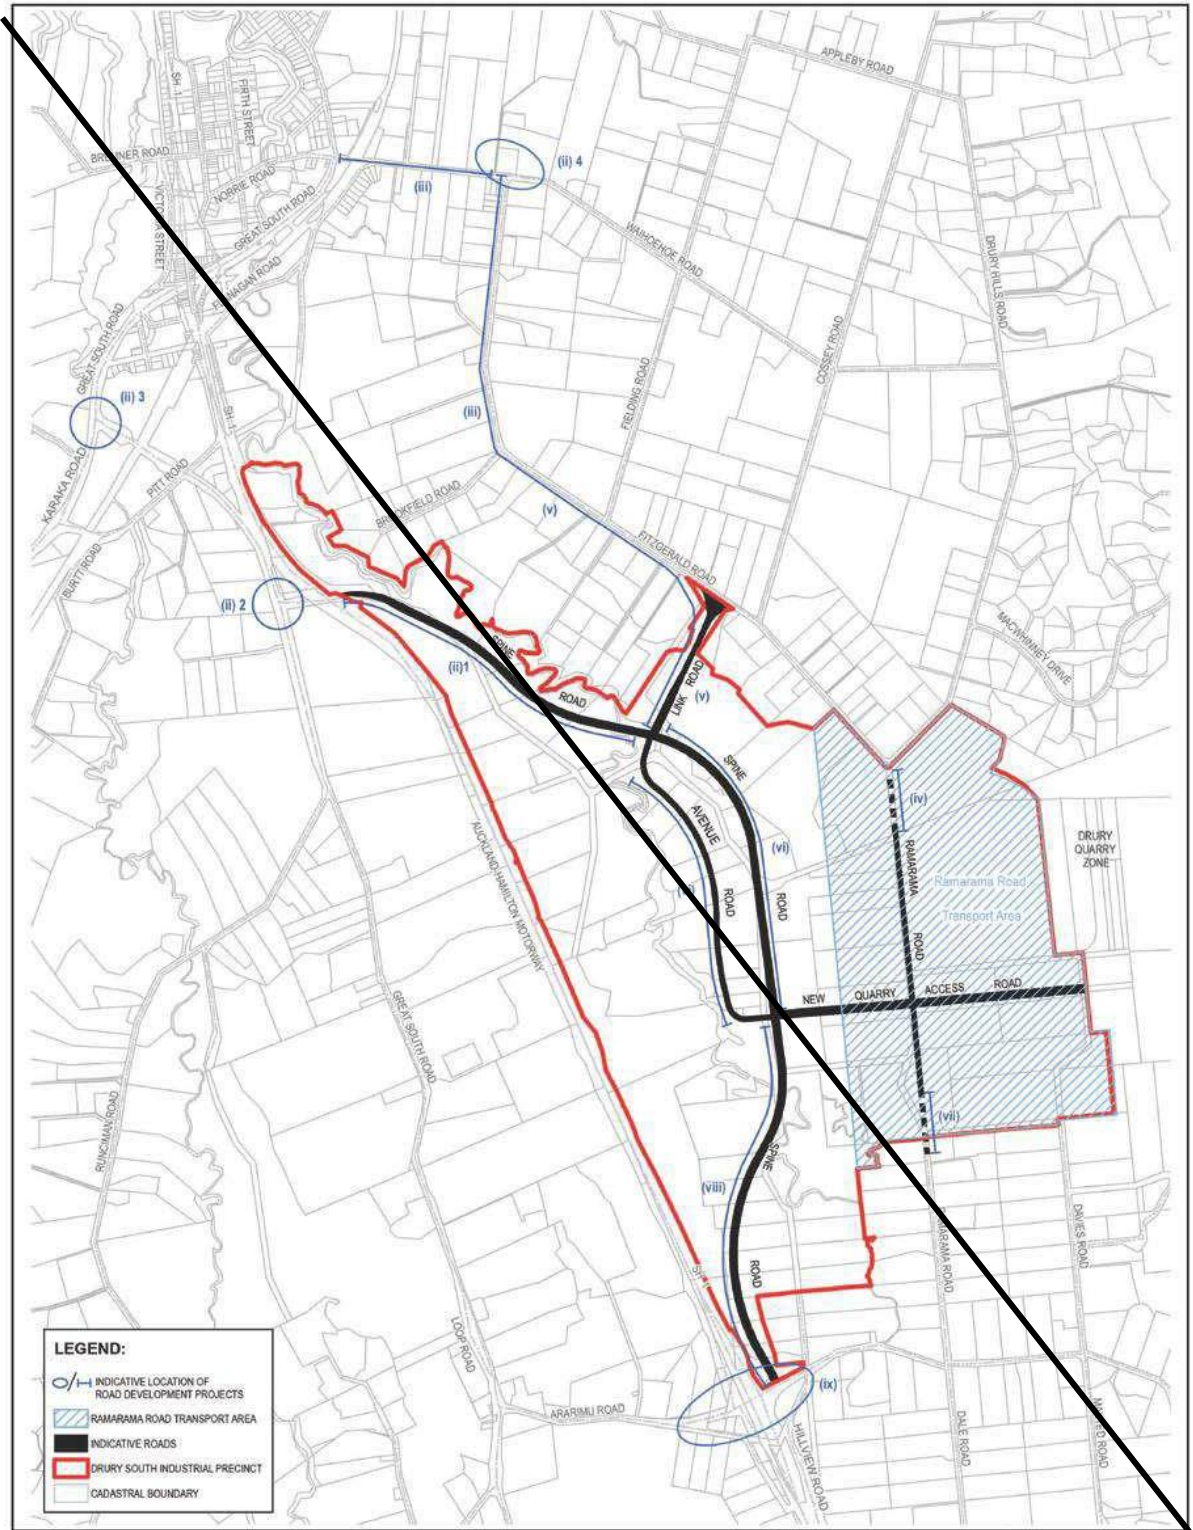 APPLEBY ROAD
SH 1
FIRTH STREET
BREMNER ROAD
(ii) 4
(iii)
NORRIE ROAD
VICTORIA STREET
GREAT SOUTH ROAD
WAIHOEHOE ROAD
DRURY HILLS ROAD
GREAT SOUTH ROAD
COSSEY ROAD
FIELDING ROAD
(ii) 3
SH 1
(iii)
KARAKA ROAD
PITT ROAD
BROOKFIELD ROAD
(v)
FITZGERALD ROAD
BURTT ROAD
(ii) 2
MACWHINNEY DRIVE
SPINE
ROAD
(ii)1
LINK ROAD
(v)
SPINE
ROAD
(iv)
AVENUE
ROAD
(vi)
RAMARAMA
ROAD
DRURY
QUARRY
ZONE
Ramarama Road
Transport Area
AUCKLAND-HAMILTON MOTORWAY
NEW QUARRY ACCESS ROAD
GREAT SOUTH ROAD
RUNCIMAN ROAD
(vii)
SPINE
ROAD
(viii)
RAMARAMA ROAD
DAVIES ROAD
LOOP ROAD
(ix)
ARARIMU ROAD
HILLVIEW ROAD
DALE ROAD
ROAD
LEGEND:
INDICATIVE LOCATION OF
ROAD DEVELOPMENT PROJECTS
RAMARAMA ROAD TRANSPORT AREA
INDICATIVE ROADS
DRURY SOUTH INDUSTRIAL PRECINCT
CADASTRAL BOUNDARY